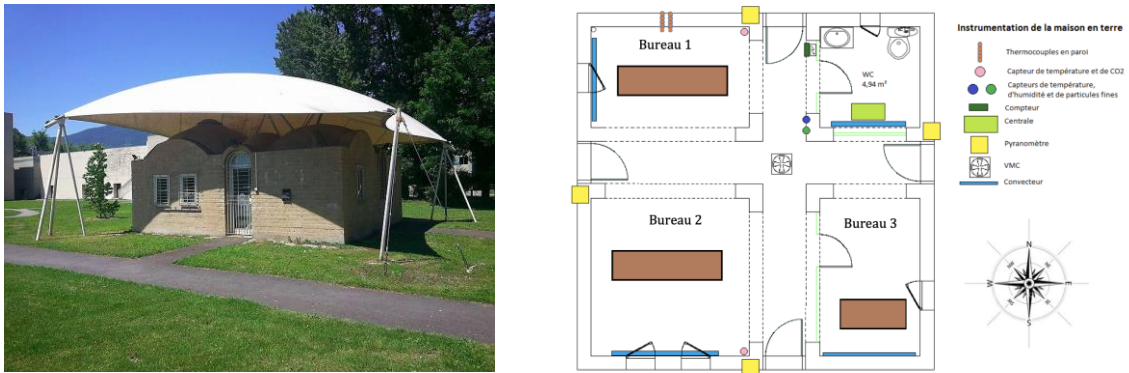 Bureau 1
WC
4,94 m²
Bureau 2
Bureau 3
Instrumentation de la maison en terre
Thermocouples en paroi
Capteur de température et de CO2
Capteurs de température,
d'humidité et de particules fines
Compteur
Centrale
Pyranomètre
VMC
Convecteur
N
W
E
S